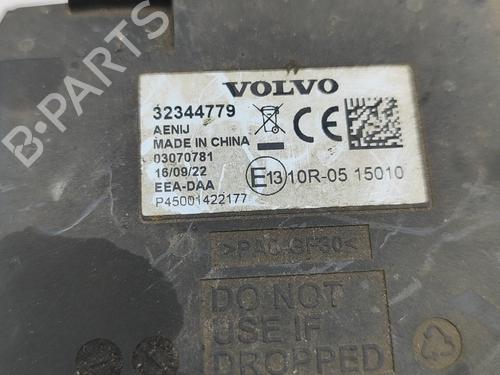 B-PARTS
VOLVO
32344779
AENIJ
MADE IN CHINA
03070781
16/09/22
EEA-DAA
P45001422177
CE
E13 10R-05 15010
DO NOT
USE IF
DROPPED